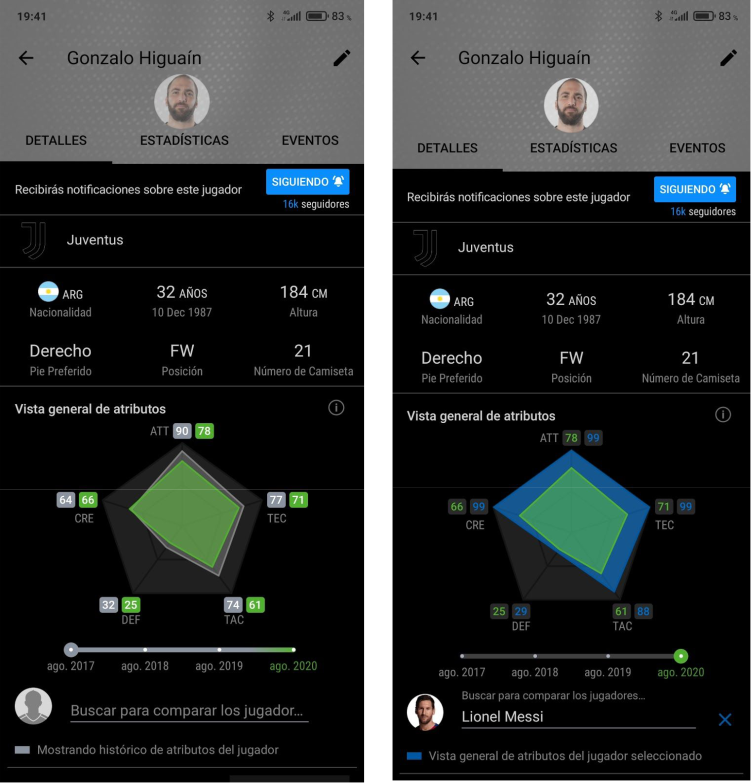 19:41
4G 83%
Gonzalo Higuaín
DETALLES ESTADÍSTICAS EVENTOS
Recibirás notificaciones sobre este jugador
SIGUIENDO
16k seguidores
Juventus
ARG 32 AÑOS 184 CM
Nacionalidad 10 Dec 1987 Altura
Derecho FW 21
Pie Preferido Posición Número de Camiseta
Vista general de atributos
ATT 90 78
64 66 77 71
CRE TEC
32 25 74 61
DEF TAC
ago. 2017 ago. 2018 ago. 2019 ago. 2020
Buscar para comparar los jugador...
Mostrando histórico de atributos del jugador
19:41
4G 83%
Gonzalo Higuaín
DETALLES ESTADÍSTICAS EVENTOS
Recibirás notificaciones sobre este jugador
SIGUIENDO
16k seguidores
Juventus
ARG 32 AÑOS 184 CM
Nacionalidad 10 Dec 1987 Altura
Derecho FW 21
Pie Preferido Posición Número de Camiseta
Vista general de atributos
ATT 78 99
66 99 71 99
CRE TEC
25 29 61 88
DEF TAC
ago. 2017 ago. 2018 ago. 2019 ago. 2020
Buscar para comparar los jugadores...
Lionel Messi
Vista general de atributos del jugador seleccionado